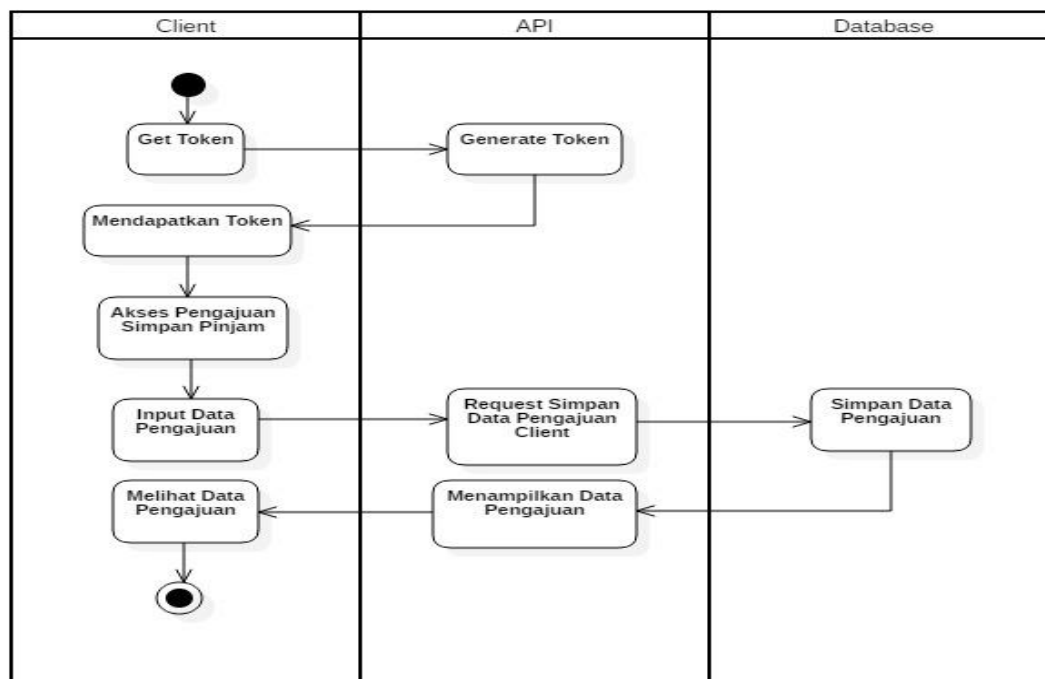 Client
API
Database
Get Token
Generate Token
Mendapatkan Token
Akses Pengajuan
Simpan Pinjam
Input Data
Pengajuan
Request Simpan
Data Pengajuan
Client
Simpan Data
Pengajuan
Melihat Data
Pengajuan
Menampilkan Data
Pengajuan